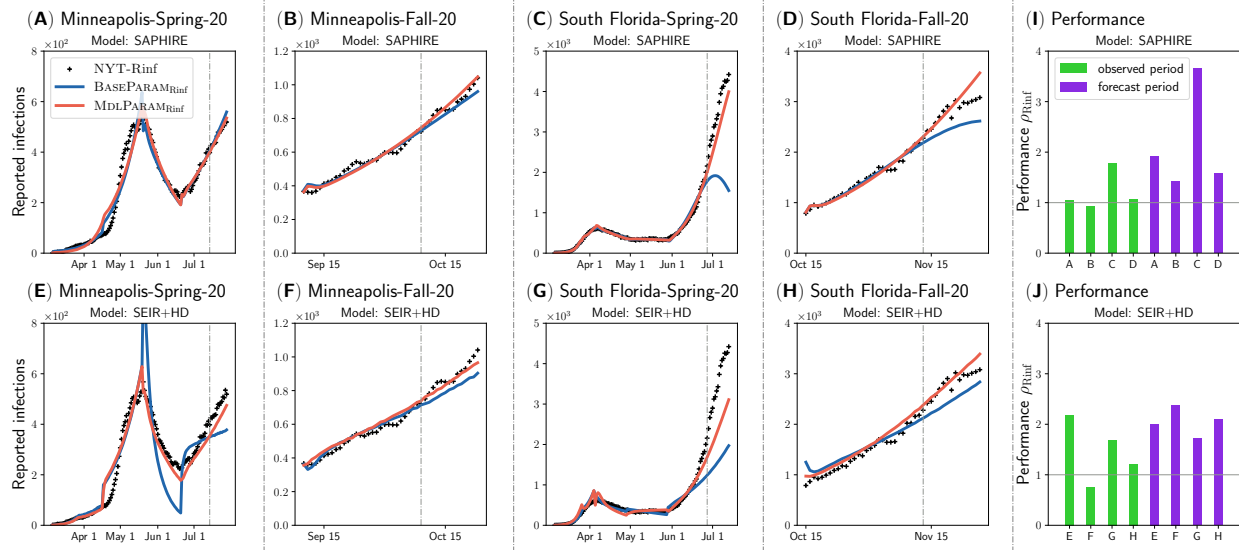 (A) Minneapolis-Spring-20
Model: SAPHIRE
×10²
Reported infections
8
6
4
2
0
Apr 1 May 1 Jun 1 Jul 1
NYT-Rinf
BASEPARAM_Rinf
MDLPARAM_Rinf
(B) Minneapolis-Fall-20
Model: SAPHIRE
×10³
1.2
1.0
0.8
0.6
0.4
0.2
0.0
Sep 15 Oct 15
(C) South Florida-Spring-20
Model: SAPHIRE
×10³
5
4
3
2
1
0
Apr 1 May 1 Jun 1 Jul 1
(D) South Florida-Fall-20
Model: SAPHIRE
×10³
4
3
2
1
0
Oct 15 Nov 15
(I) Performance
Model: SAPHIRE
Performance ρ_Rinf
4
3
2
1
0
observed period
forecast period
A B C D A B C D
(E) Minneapolis-Spring-20
Model: SEIR+HD
×10²
Reported infections
8
6
4
2
0
Apr 1 May 1 Jun 1 Jul 1
(F) Minneapolis-Fall-20
Model: SEIR+HD
×10³
1.2
1.0
0.8
0.6
0.4
0.2
0.0
Sep 15 Oct 15
(G) South Florida-Spring-20
Model: SEIR+HD
×10³
5
4
3
2
1
0
Apr 1 May 1 Jun 1 Jul 1
(H) South Florida-Fall-20
Model: SEIR+HD
×10³
4
3
2
1
0
Oct 15 Nov 15
(J) Performance
Model: SEIR+HD
Performance ρ_Rinf
4
3
2
1
0
E F G H E F G H